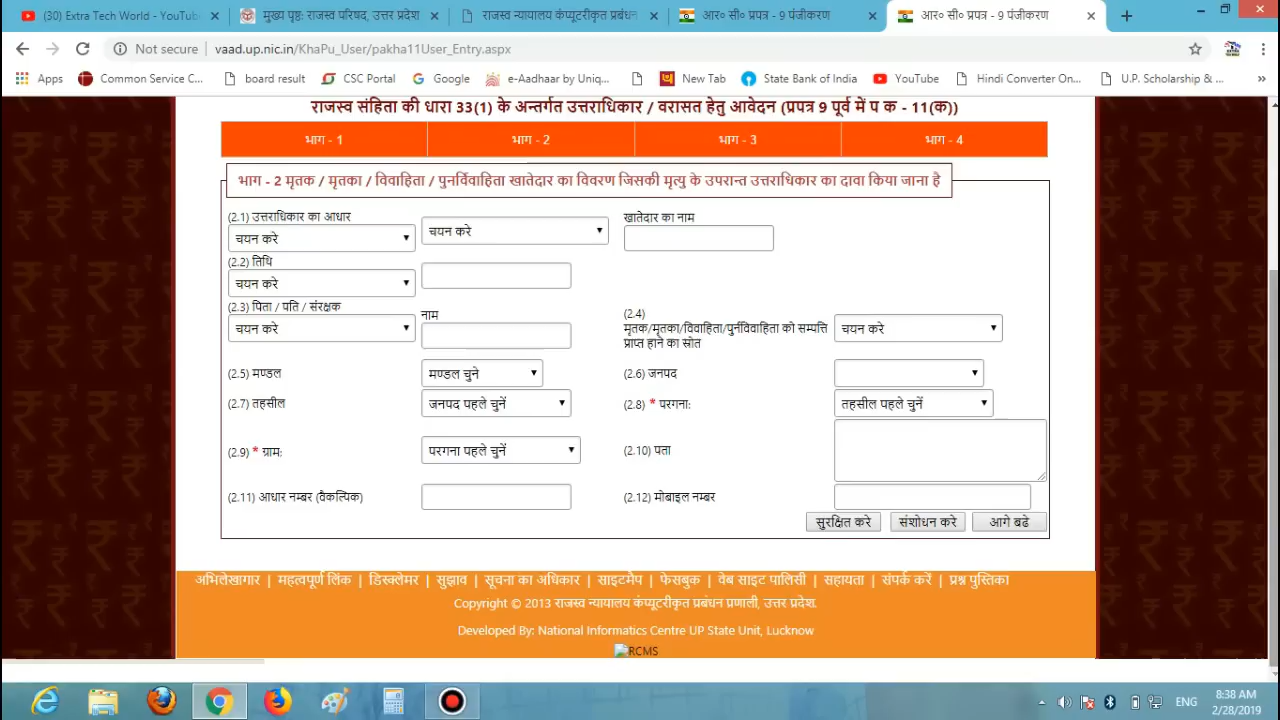 (30) Extra Tech World - YouTube
मुख्य पृष्ठः राजस्व परिषद, उत्तर प्रदेश
राजस्व न्यायालय कंप्यूटरीकृत प्रबंधन
आर० सी० प्रपत्र - 9 पंजीकरण
आर० सी० प्रपत्र - 9 पंजीकरण
Not secure | vaad.up.nic.in/KhaPu_User/pakha11User_Entry.aspx
Apps Common Service C... board result CSC Portal Google e-Aadhaar by Uniq... New Tab State Bank of India YouTube Hindi Converter On... U.P. Scholarship & ... »
राजस्व संहिता की धारा 33(1) के अन्तर्गत उत्तराधिकार / वरासत हेतु आवेदन (प्रपत्र 9 पूर्व में प क - 11(क))
भाग - 1 भाग - 2 भाग - 3 भाग - 4
भाग - 2 मृतक / मृतका / विवाहिता / पुनर्विवाहिता खातेदार का विवरण जिसकी मृत्यु के उपरान्त उत्तराधिकार का दावा किया जाना है
(2.1) उत्तराधिकार का आधार
चयन करे
चयन करे
खातेदार का नाम
(2.2) तिथि
चयन करे
(2.3) पिता / पति / संरक्षक
चयन करे
नाम
(2.4)
मृतक/मृतका/विवाहिता/पुर्नविवाहिता को सम्पत्ति
प्राप्त हाने का स्रोत
चयन करे
(2.5) मण्डल मण्डल चुने (2.6) जनपद
(2.7) तहसील जनपद पहले चुनें (2.8) * परगना: तहसील पहले चुनें
(2.9) * ग्राम: परगना पहले चुनें (2.10) पता
(2.11) आधार नम्बर (वैकल्पिक) (2.12) मोबाइल नम्बर
सुरक्षित करे संशोधन करे आगे बढे
अभिलेखागार | महत्वपूर्ण लिंक | डिस्क्लेमर | सुझाव | सूचना का अधिकार | साइटमैप | फेसबुक | वेब साइट पालिसी | सहायता | संपर्क करें | प्रश्न पुस्तिका
Copyright © 2013 राजस्व न्यायालय कंप्यूटरीकृत प्रबंधन प्रणाली, उत्तर प्रदेश.
Developed By: National Informatics Centre UP State Unit, Lucknow
RCMS
ENG
8:38 AM
2/28/2019